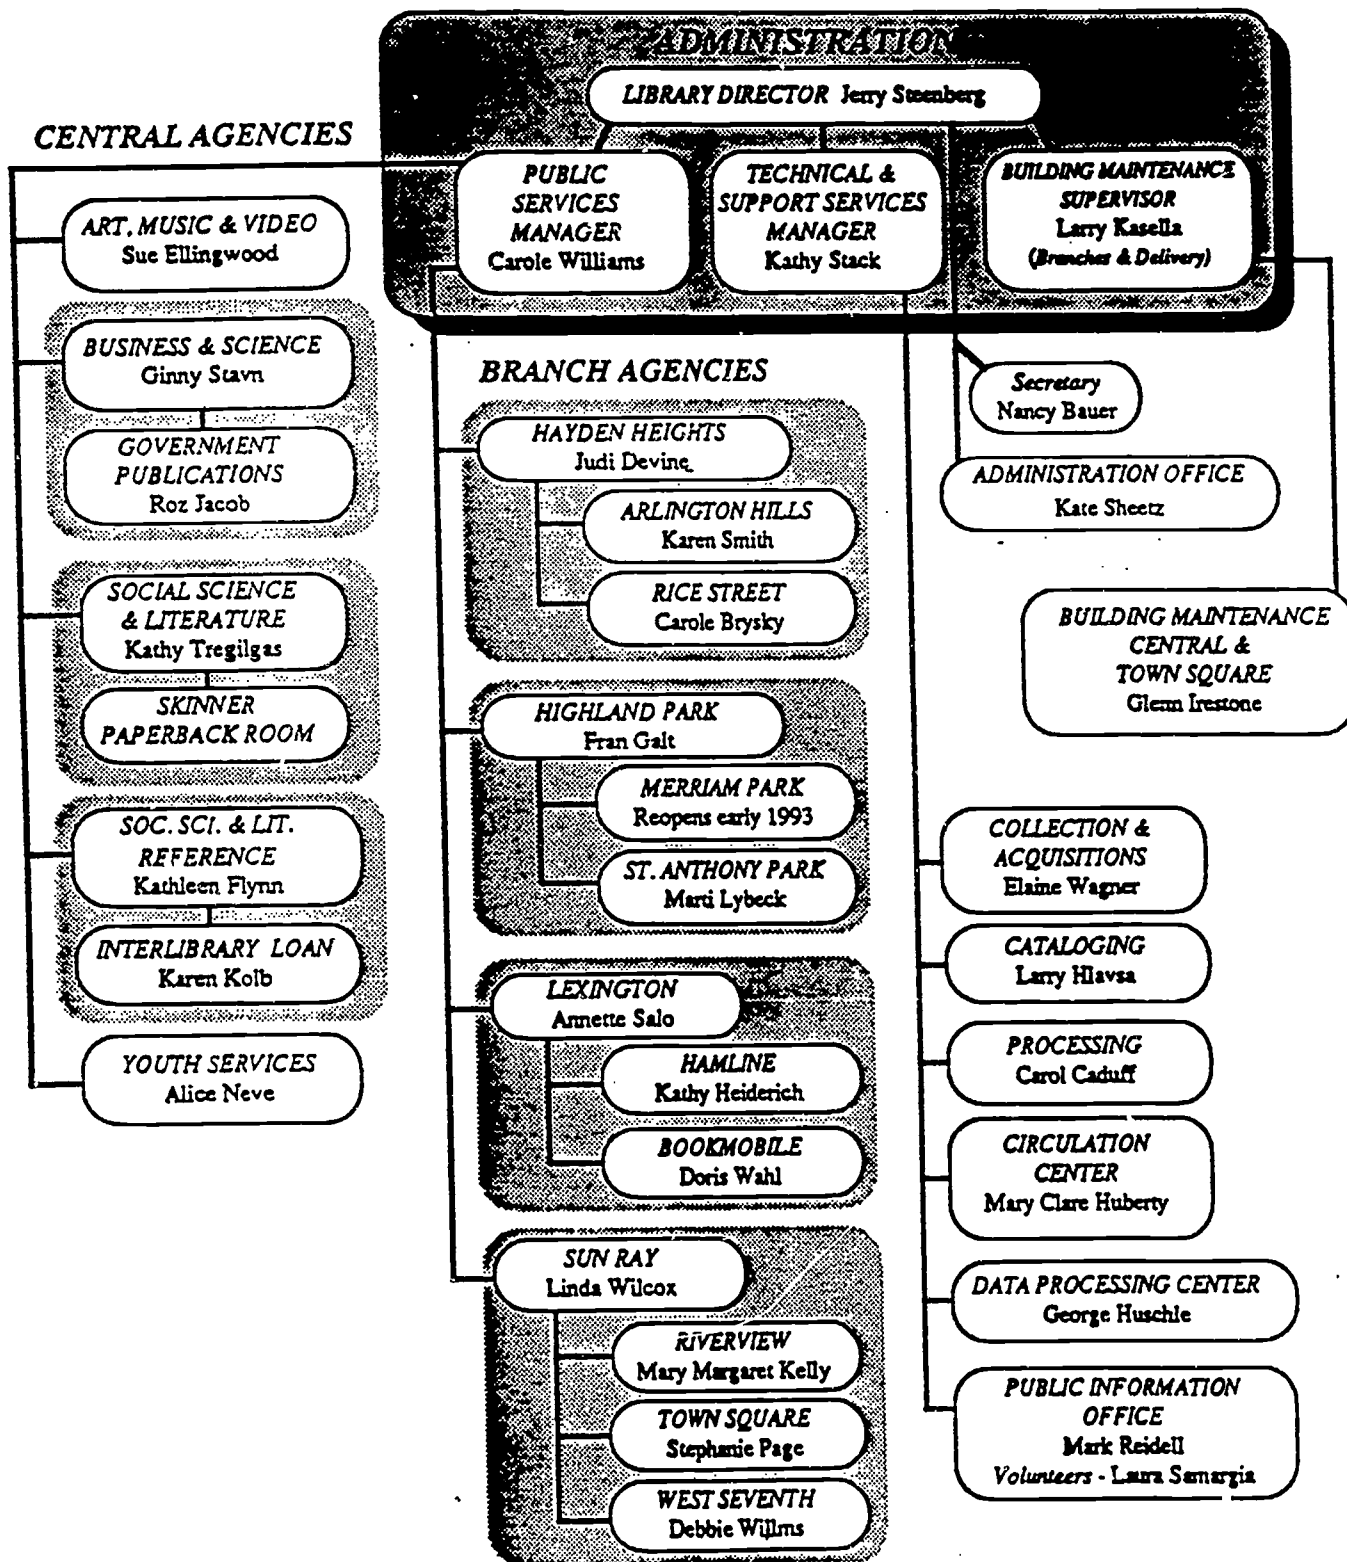 ADMINISTRATION
LIBRARY DIRECTOR Jerry Steenberg
PUBLIC
SERVICES
MANAGER
Carole Williams
TECHNICAL &
SUPPORT SERVICES
MANAGER
Kathy Stack
BUILDING MAINTENANCE
SUPERVISOR
Larry Kasella
(Branches & Delivery)
CENTRAL AGENCIES
ART, MUSIC & VIDEO
Sue Ellingwood
BUSINESS & SCIENCE
Ginny Stavn
GOVERNMENT
PUBLICATIONS
Roz Jacob
SOCIAL SCIENCE
& LITERATURE
Kathy Tregilgas
SKINNER
PAPERBACK ROOM
SOC. SCI. & LIT.
REFERENCE
Kathleen Flynn
INTERLIBRARY LOAN
Karen Kolb
YOUTH SERVICES
Alice Neve
BRANCH AGENCIES
HAYDEN HEIGHTS
Judi Devine
ARLINGTON HILLS
Karen Smith
RICE STREET
Carole Brysky
HIGHLAND PARK
Fran Galt
MERRIAM PARK
Reopens early 1993
ST. ANTHONY PARK
Marti Lybeck
LEXINGTON
Annette Salo
HAMLINE
Kathy Heiderich
BOOKMOBILE
Doris Wahl
SUN RAY
Linda Wilcox
RIVERVIEW
Mary Margaret Kelly
TOWN SQUARE
Stephanie Page
WEST SEVENTH
Debbie Willms
Secretary
Nancy Bauer
ADMINISTRATION OFFICE
Kate Sheetz
BUILDING MAINTENANCE
CENTRAL &
TOWN SQUARE
Glenn Irestone
COLLECTION &
ACQUISITIONS
Elaine Wagner
CATALOGING
Larry Hlavsa
PROCESSING
Carol Caduff
CIRCULATION
CENTER
Mary Clare Huberty
DATA PROCESSING CENTER
George Huschle
PUBLIC INFORMATION
OFFICE
Mark Reidell
Volunteers - Laura Samargia